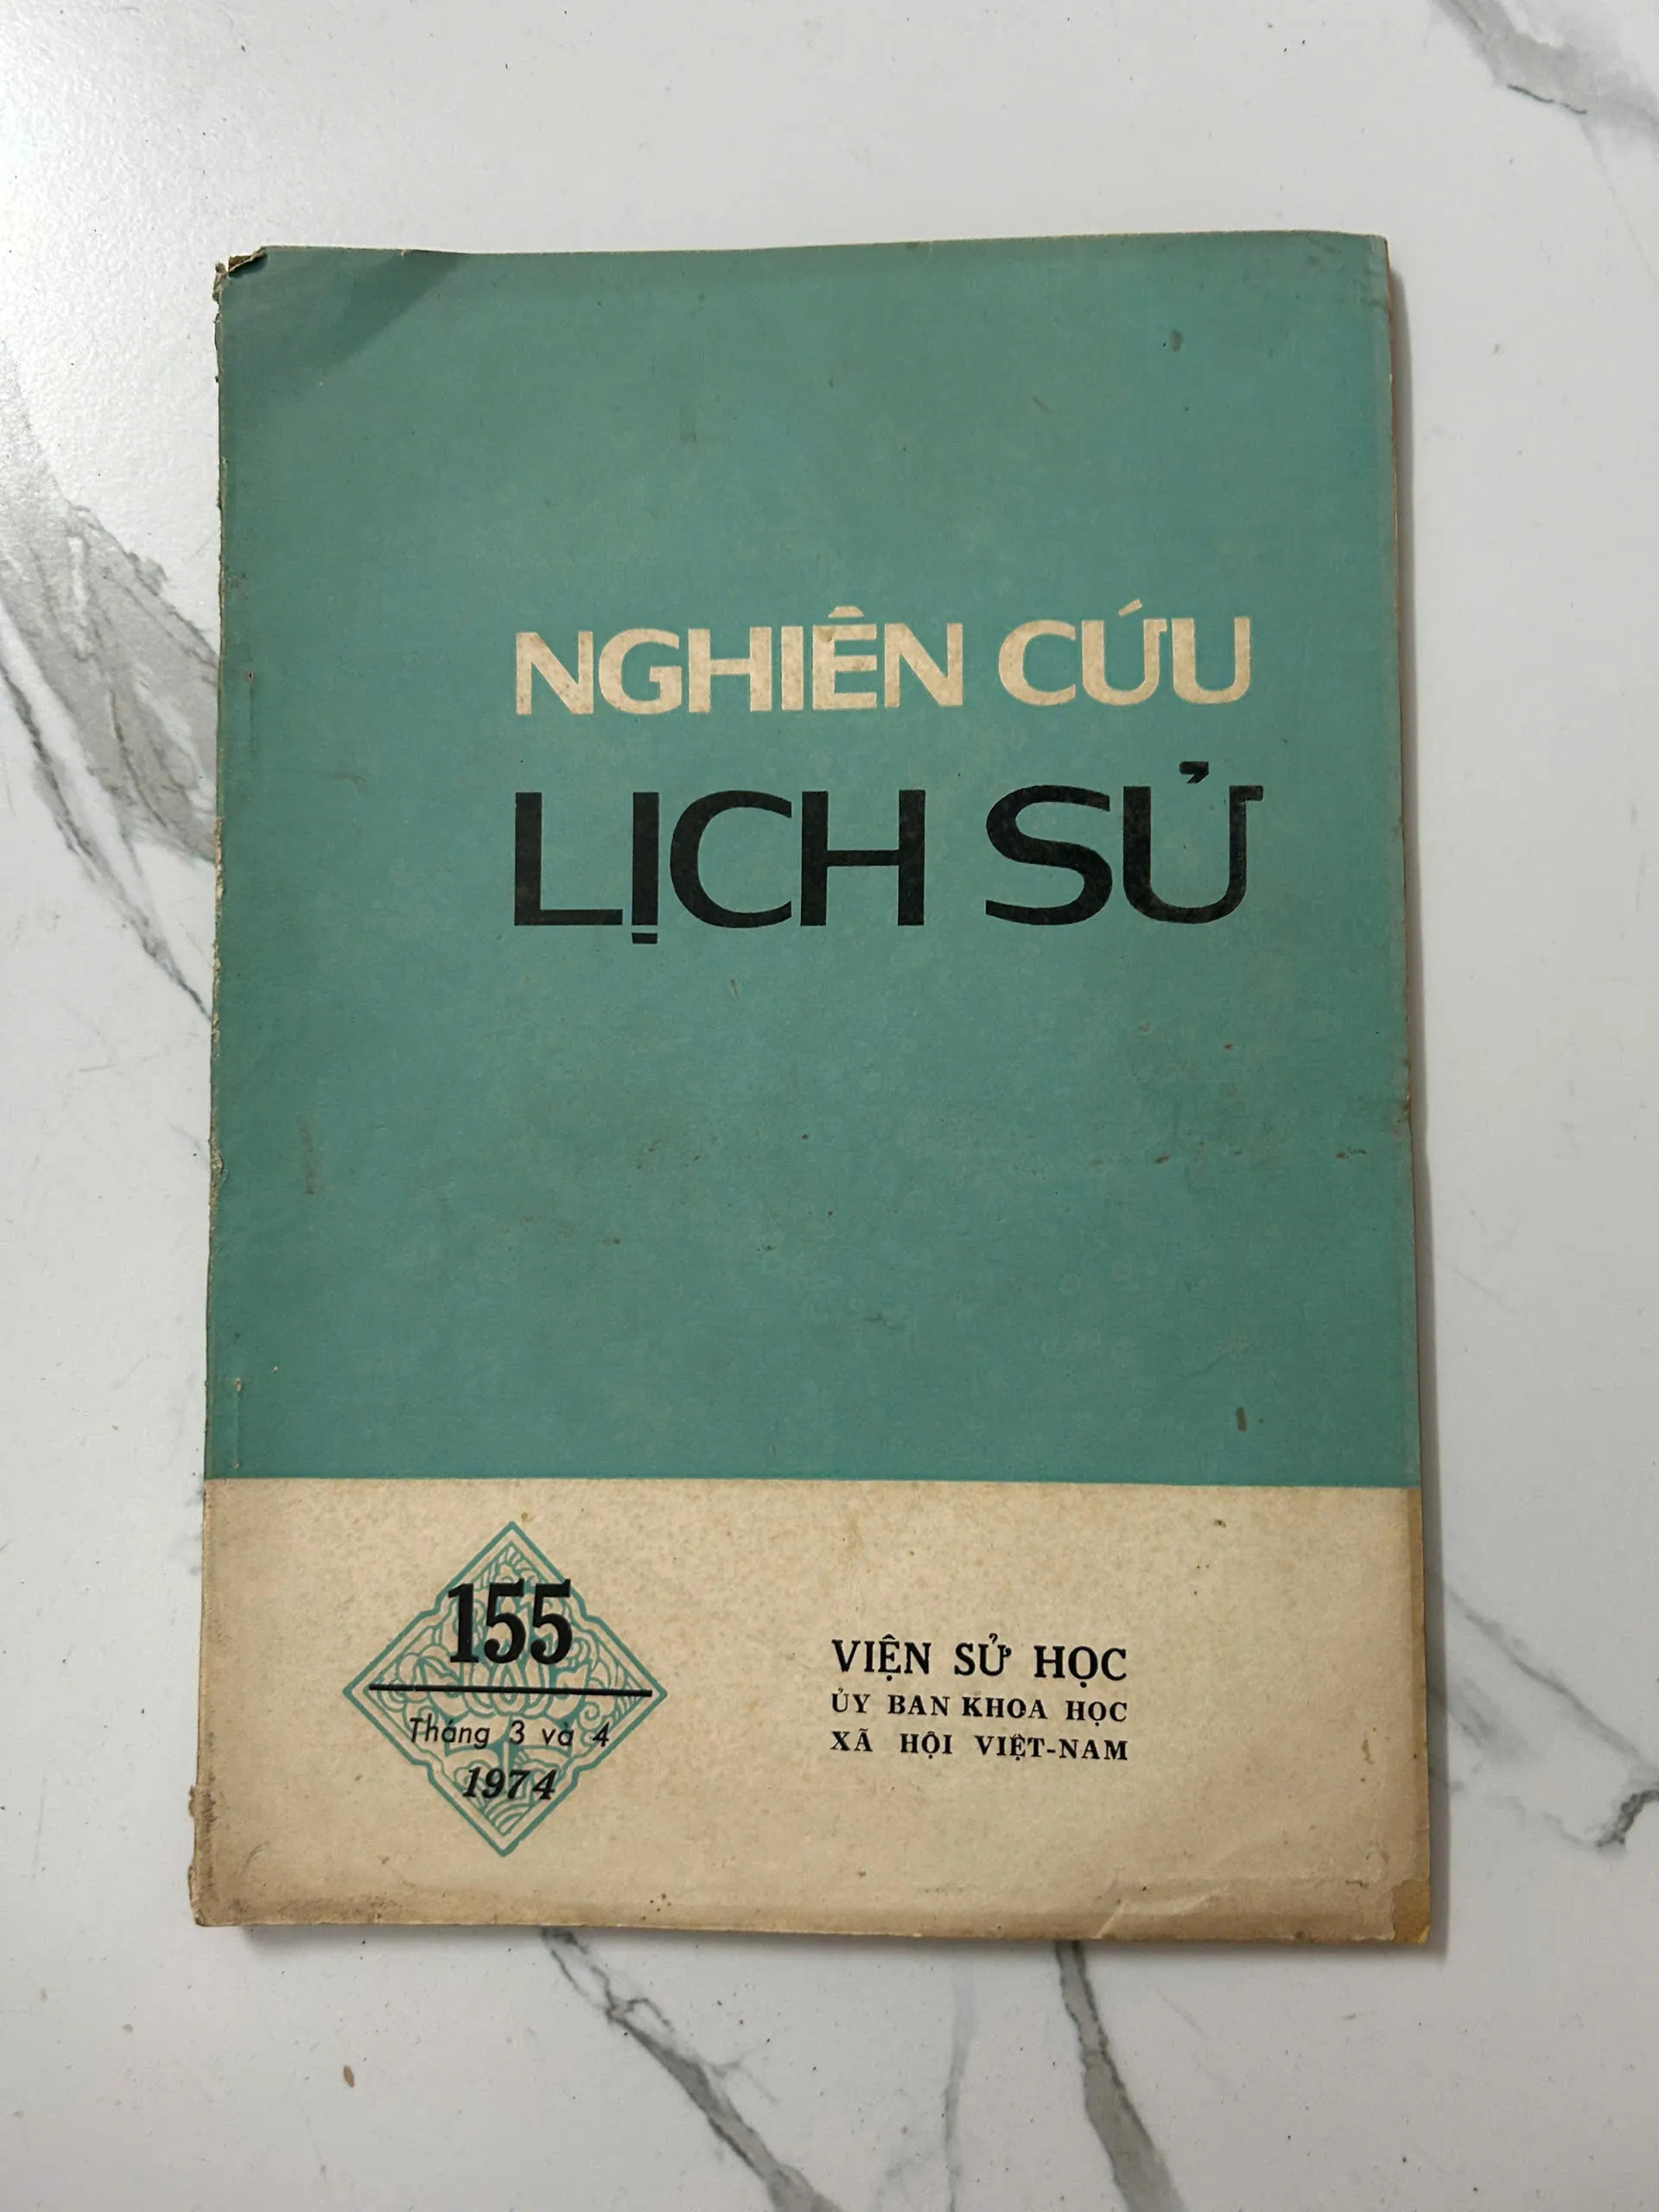 NGHIÊN CỨU
LỊCH SỬ
155
Tháng 3 và 4
1974
VIỆN SỬ HỌC
ỦY BAN KHOA HỌC
XÃ HỘI VIỆT-NAM